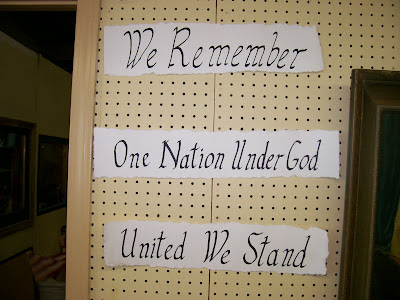 We Remember
One Nation Under God
United We Stand